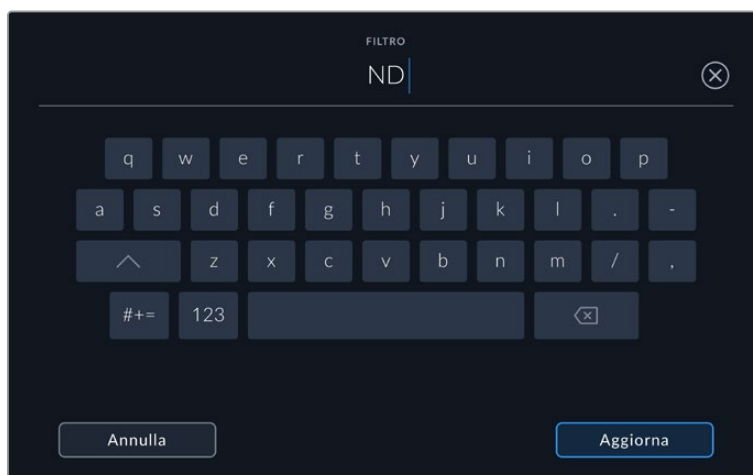 FILTRO
ND
q w e r t y u i o p
a s d f g h j k l . -
z x c v b n m / ,
#+= 123
Annulla Aggiorna